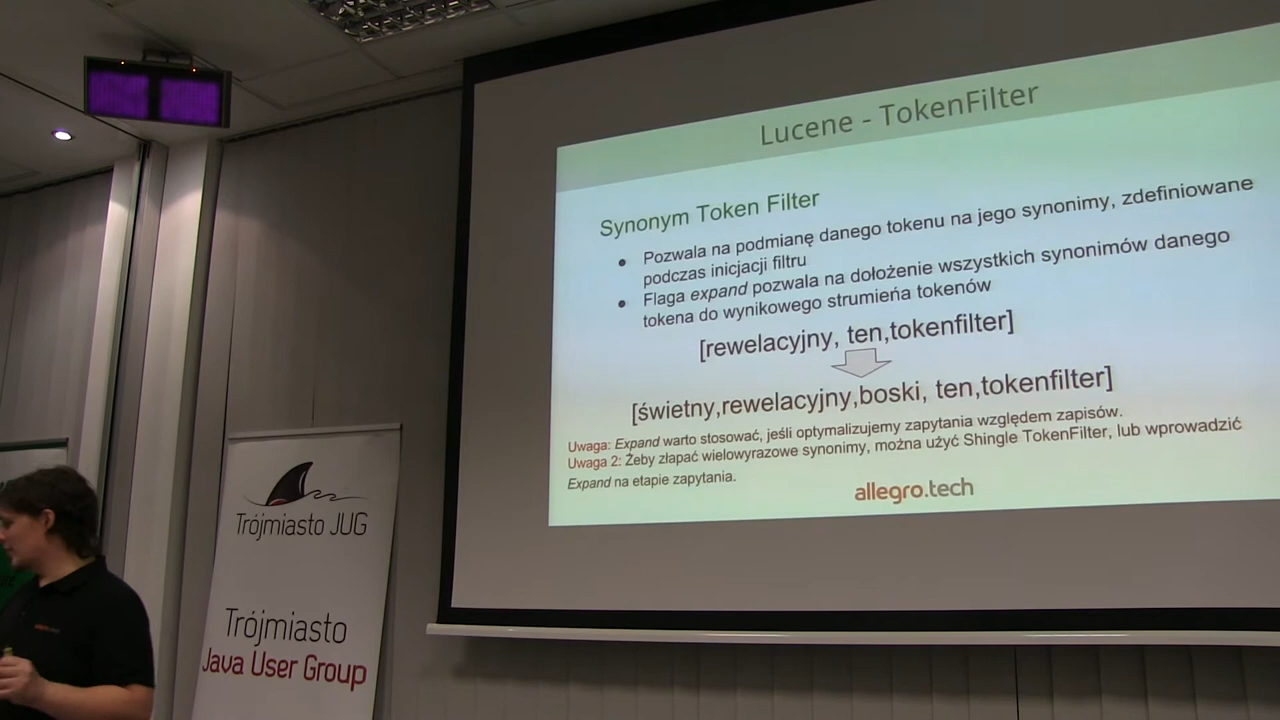 Lucene - TokenFilter
Synonym Token Filter
● Pozwala na podmianę danego tokenu na jego synonimy, zdefiniowane
podczas inicjacji filtru
● Flaga expand pozwala na dołożenie wszystkich synonimów danego
tokena do wynikowego strumieńa tokenów
[rewelacyjny, ten,tokenfilter]
[świetny,rewelacyjny,boski, ten,tokenfilter]
Uwaga: Expand warto stosować, jeśli optymalizujemy zapytania względem zapisów.
Uwaga 2: Żeby złapać wielowyrazowe synonimy, można użyć Shingle TokenFilter, lub wprowadzić
Expand na etapie zapytania.
allegro.tech
Trójmiasto JUG
Trójmiasto
Java User Group